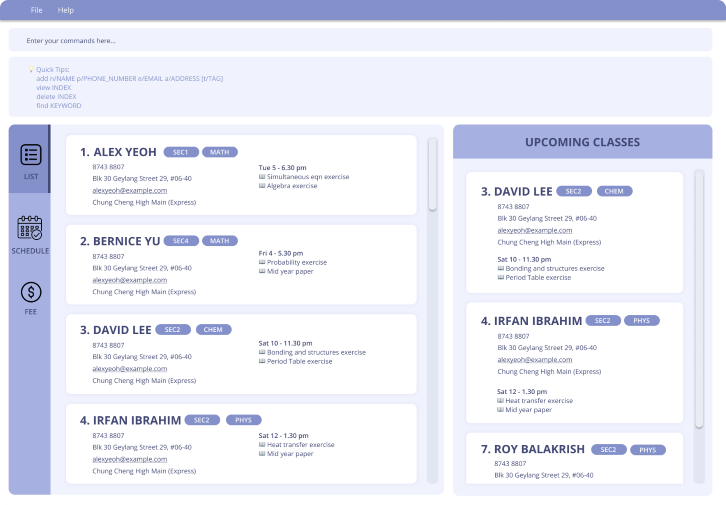 File Help
Enter your commands here...
Quick Tips:
add n/NAME p/PHONE_NUMBER e/EMAIL a/ADDRESS [t/TAG]
view INDEX
delete INDEX
find KEYWORD
LIST
SCHEDULE
FEE
1. ALEX YEOH SEC1 MATH
8743 8807
Blk 30 Geylang Street 29, #06-40
alexyeoh@example.com
Chung Cheng High Main (Express)
Tue 5 - 6.30 pm
Simultaneous eqn exercise
Algebra exercise
2. BERNICE YU SEC4 MATH
8743 8807
Blk 30 Geylang Street 29, #06-40
alexyeoh@example.com
Chung Cheng High Main (Express)
Fri 4 - 5.30 pm
Probability exercise
Mid year paper
3. DAVID LEE SEC2 CHEM
8743 8807
Blk 30 Geylang Street 29, #06-40
alexyeoh@example.com
Chung Cheng High Main (Express)
Sat 10 - 11.30 pm
Bonding and structures exercise
Period Table exercise
4. IRFAN IBRAHIM SEC2 PHYS
8743 8807
Blk 30 Geylang Street 29, #06-40
alexyeoh@example.com
Chung Cheng High Main (Express)
Sat 12 - 1.30 pm
Heat transfer exercise
Mid year paper
UPCOMING CLASSES
3. DAVID LEE SEC2 CHEM
8743 8807
Blk 30 Geylang Street 29, #06-40
alexyeoh@example.com
Chung Cheng High Main (Express)
Sat 10 - 11.30 pm
Bonding and structures exercise
Period Table exercise
4. IRFAN IBRAHIM SEC2 PHYS
8743 8807
Blk 30 Geylang Street 29, #06-40
alexyeoh@example.com
Chung Cheng High Main (Express)
Sat 12 - 1.30 pm
Heat transfer exercise
Mid year paper
7. ROY BALAKRISH SEC2 PHYS
8743 8807
Blk 30 Geylang Street 29, #06-40